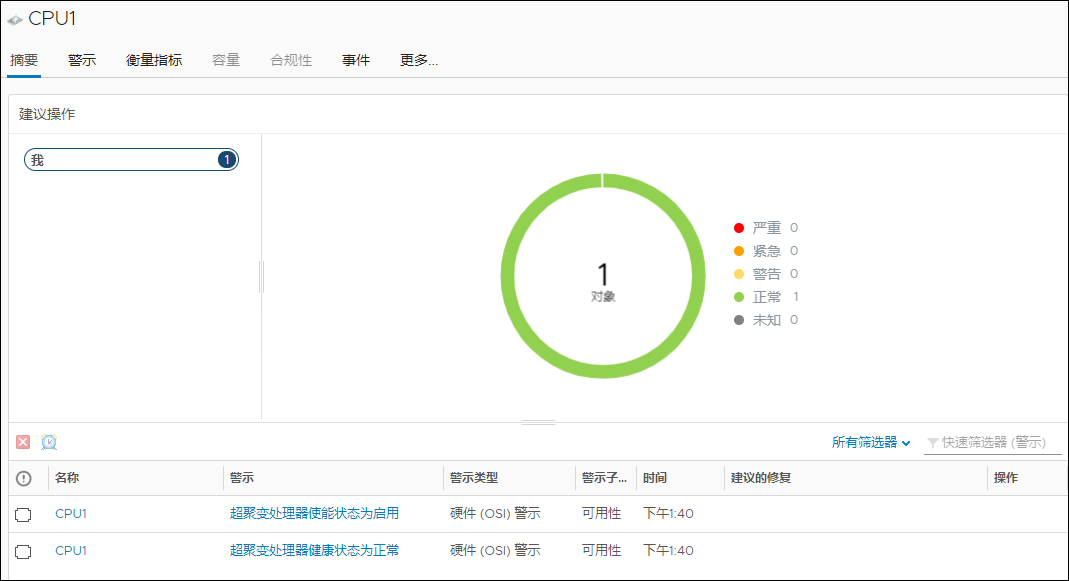 CPU1
摘要 警示 衡量指标 容量 合规性 事件 更多...
建议操作
我 1
1
对象
严重 0
紧急 0
警告 0
正常 1
未知 0
所有筛选器 快速筛选器 (警示)
名称 警示 警示类型 警示子... 时间 建议的修复 操作
CPU1 超聚变处理器使能状态为启用 硬件 (OSI) 警示 可用性 下午1:40
CPU1 超聚变处理器健康状态为正常 硬件 (OSI) 警示 可用性 下午1:40